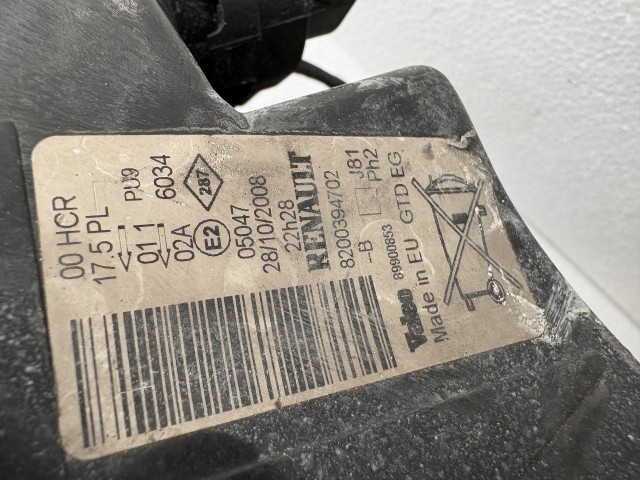 00 HCR
17.5 PL PU9
01 1 6034
02A 287
E2
05047
28/10/2008
22h28
RENAULT
8200394702
-B J81
Ph2
Valeo 89900853
Made in EU GTD EG